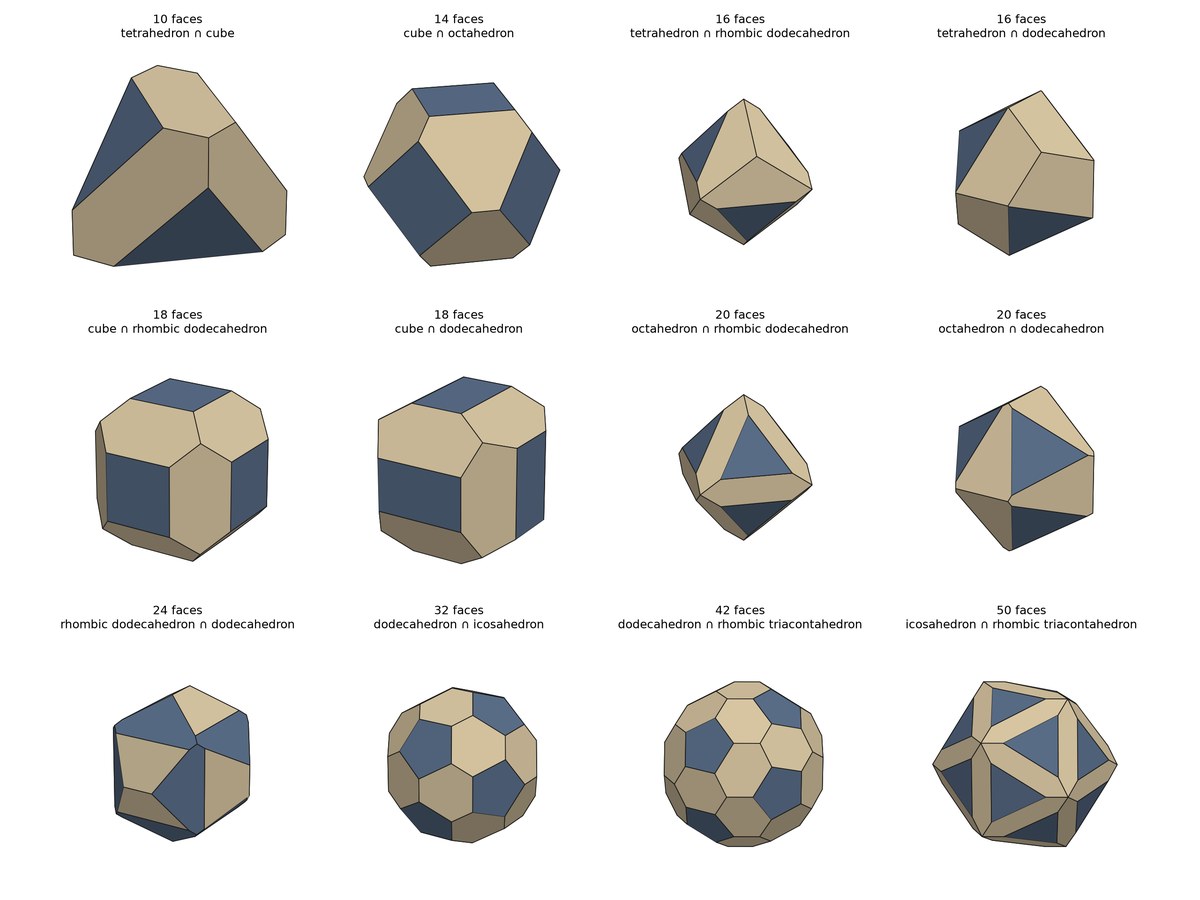 10 faces
tetrahedron ∩ cube
14 faces
cube ∩ octahedron
16 faces
tetrahedron ∩ rhombic dodecahedron
16 faces
tetrahedron ∩ dodecahedron
18 faces
cube ∩ rhombic dodecahedron
18 faces
cube ∩ dodecahedron
20 faces
octahedron ∩ rhombic dodecahedron
20 faces
octahedron ∩ dodecahedron
24 faces
rhombic dodecahedron ∩ dodecahedron
32 faces
dodecahedron ∩ icosahedron
42 faces
dodecahedron ∩ rhombic triacontahedron
50 faces
icosahedron ∩ rhombic triacontahedron